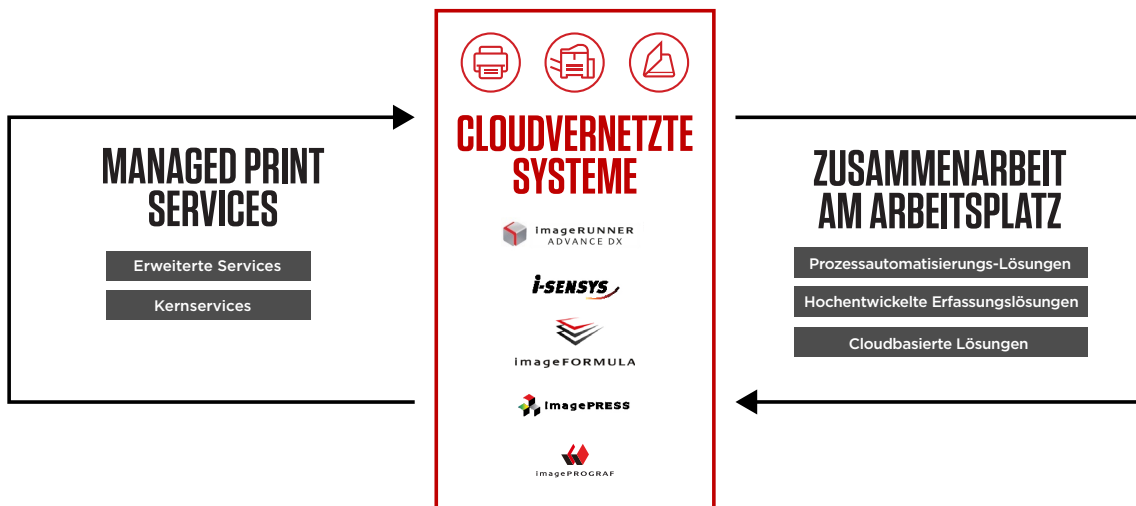 MANAGED PRINT
SERVICES
Erweiterte Services
Kernservices
CLOUDVERNETZTE
SYSTEME
imageRUNNER
ADVANCE DX
i-SENSYS
imageFORMULA
imagePRESS
imagePROGRAF
ZUSAMMENARBEIT
AM ARBEITSPLATZ
Prozessautomatisierungs-Lösungen
Hochentwickelte Erfassungslösungen
Cloudbasierte Lösungen